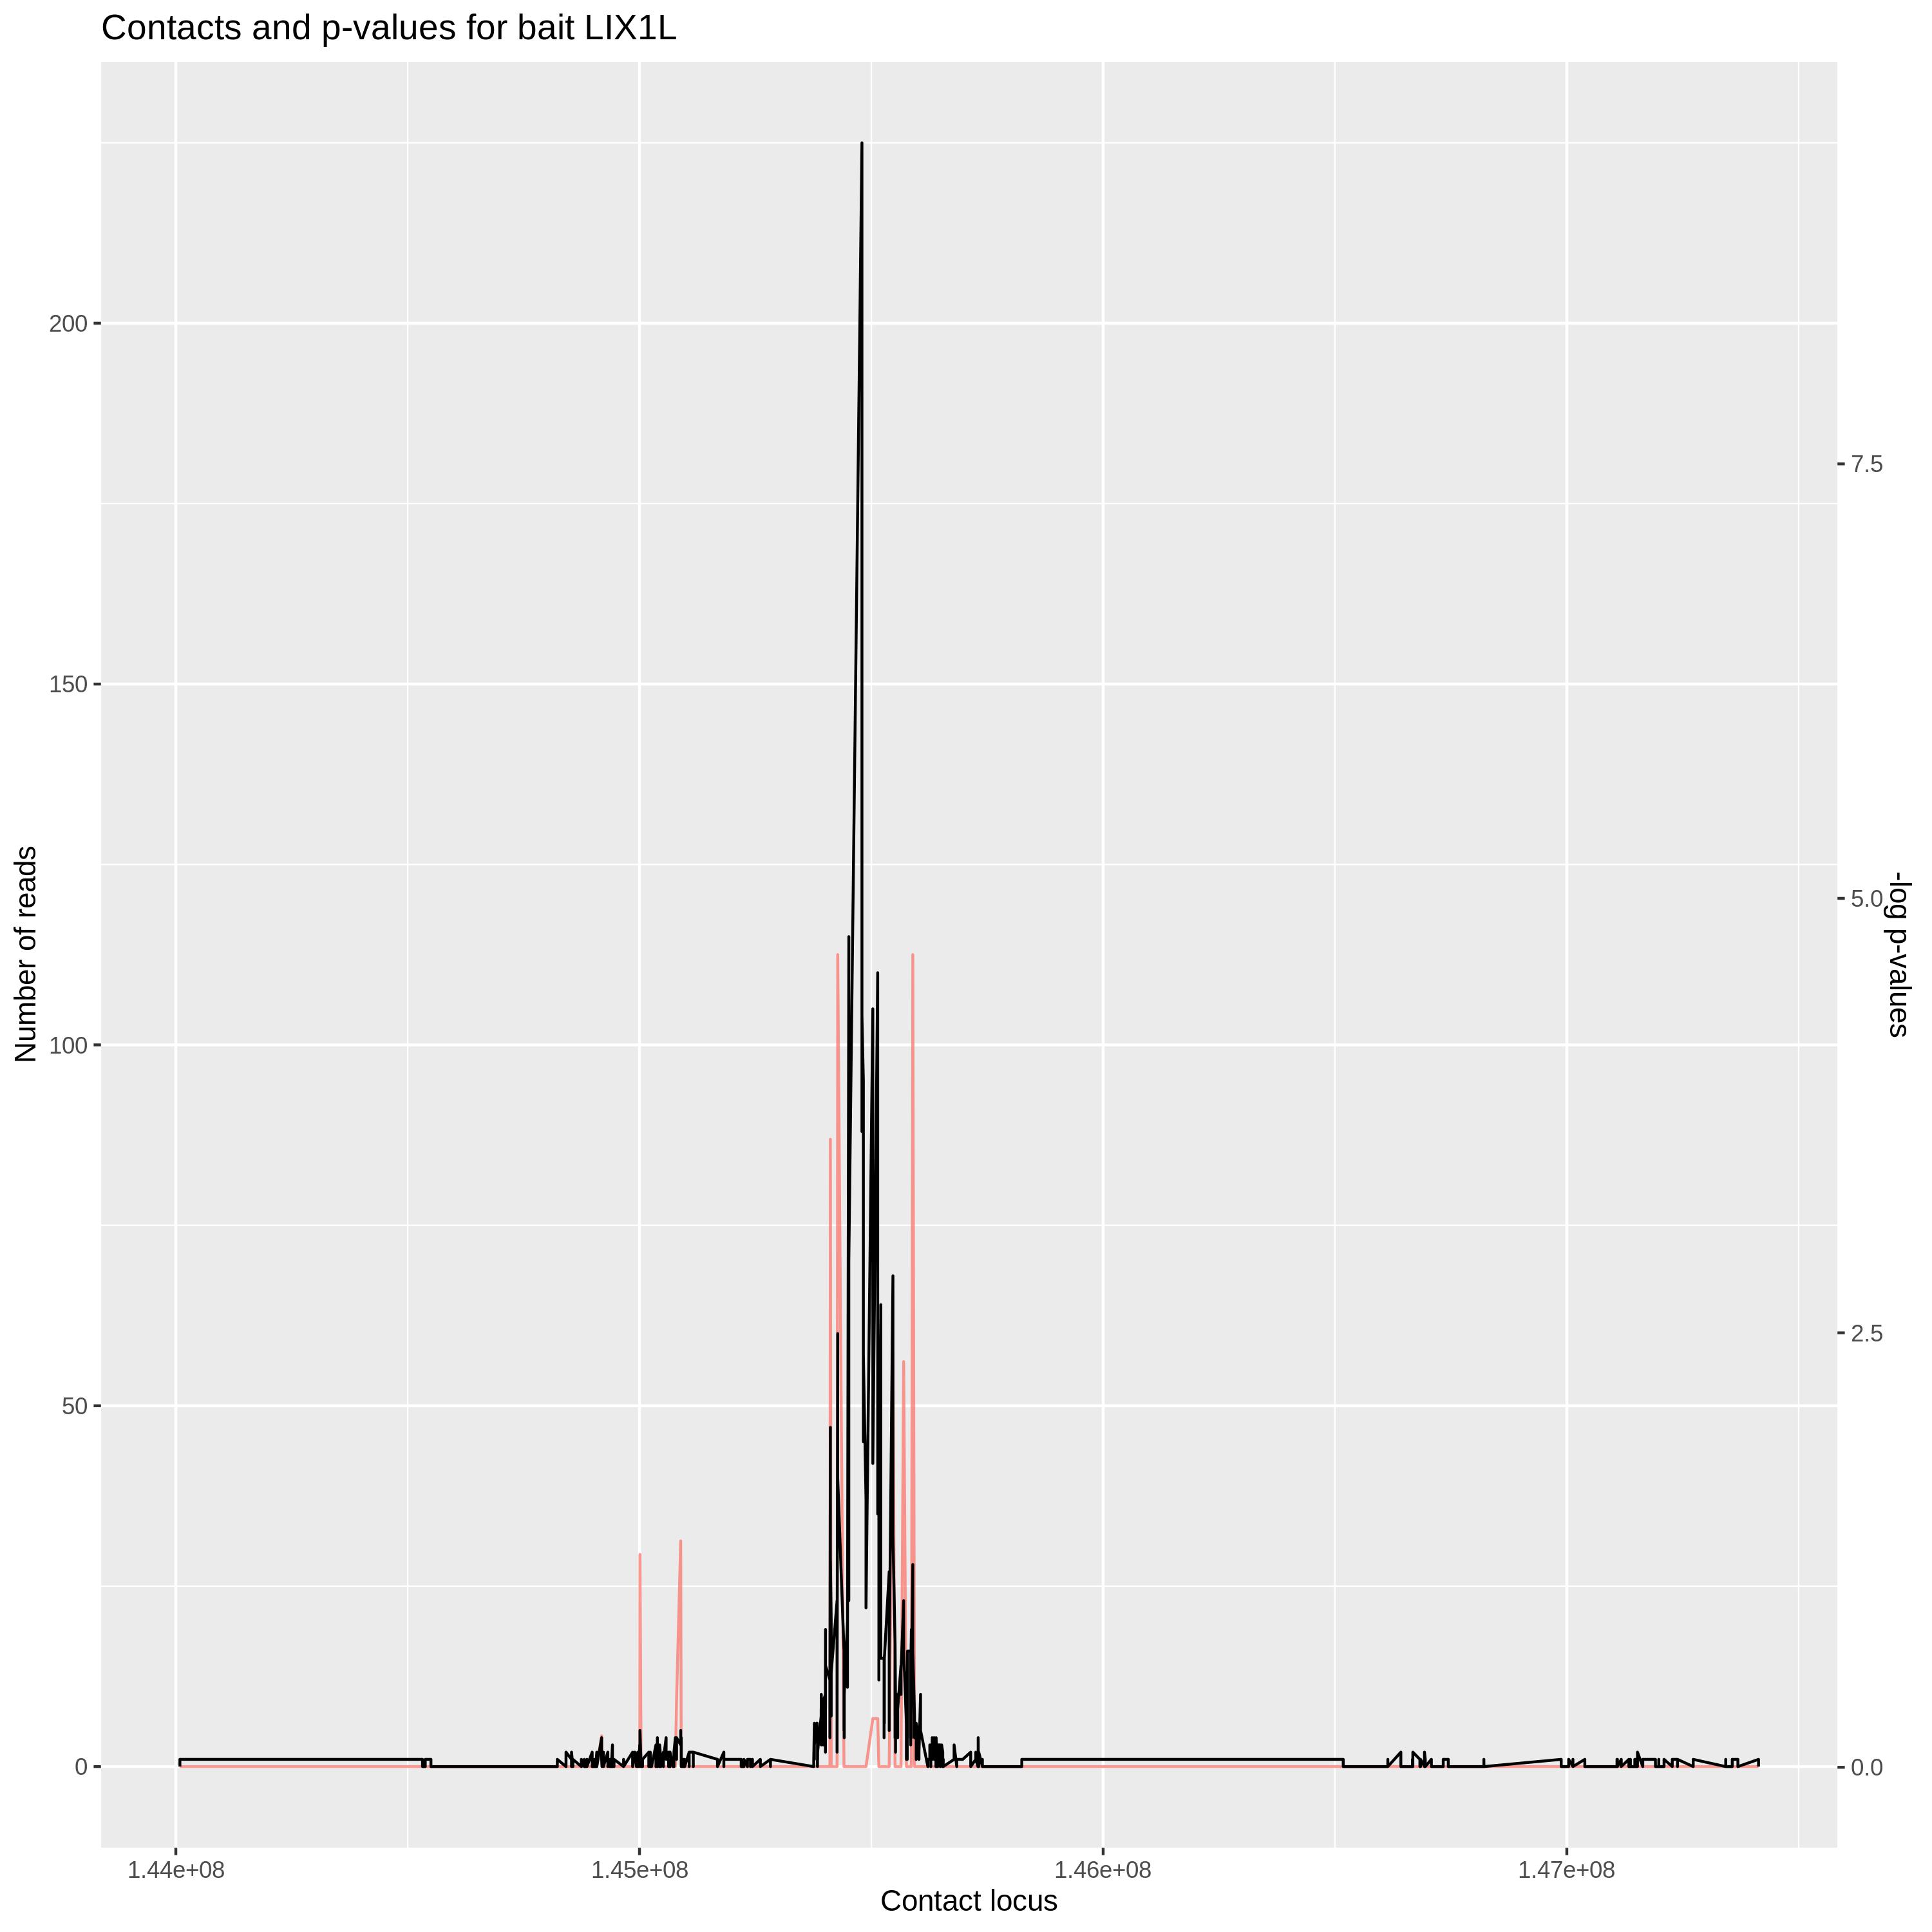 Contacts and p-values for bait LIX1L
200
150
100
50
0
Number of reads
7.5
5.0
2.5
0.0
-log p-values
1.44e+08
1.45e+08
1.46e+08
1.47e+08
Contact locus